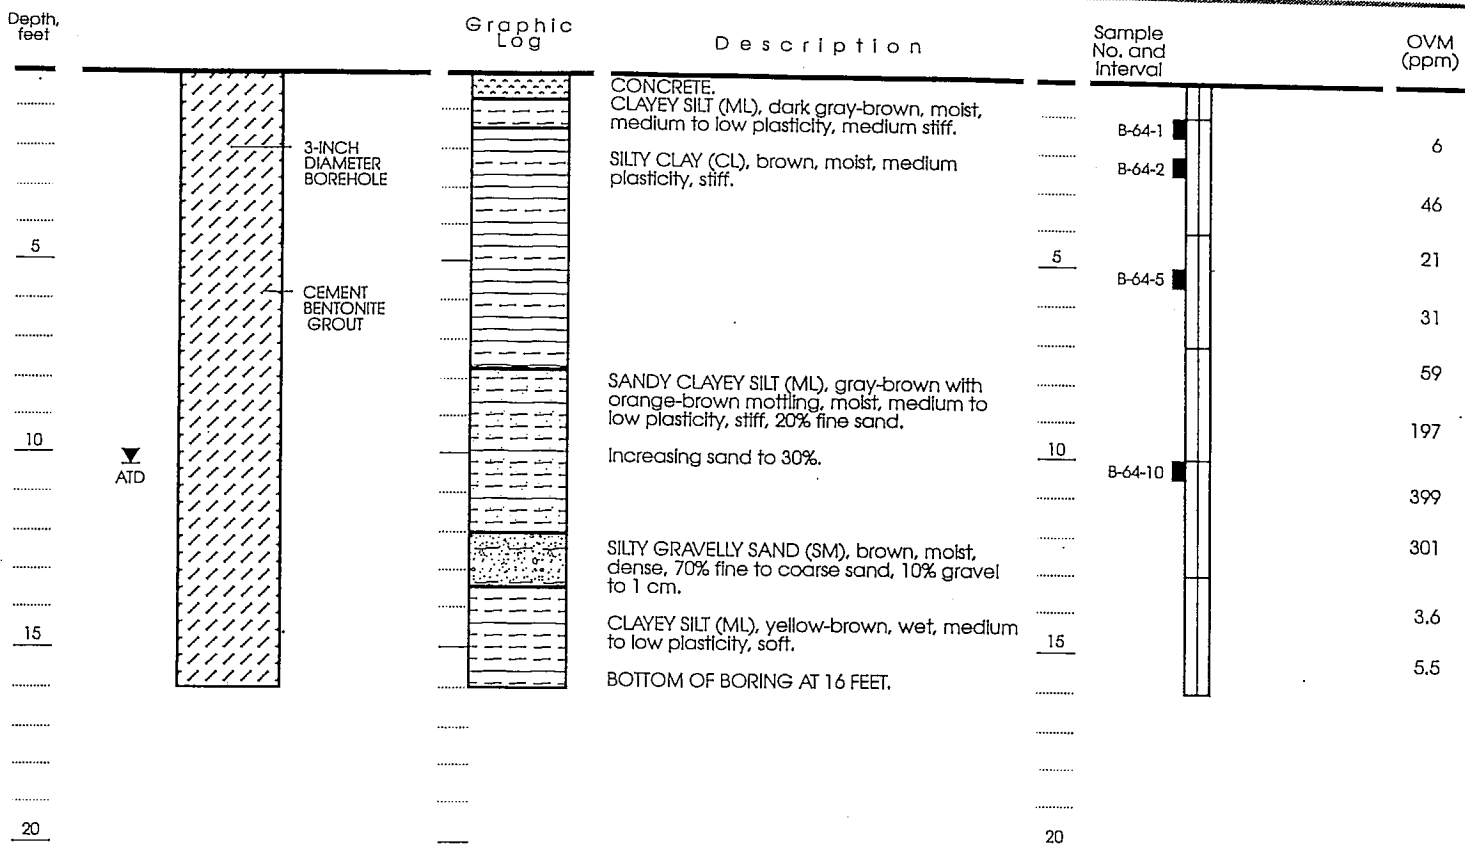 Depth,
feet
Graphic
Log
Description
Sample
No. and
Interval
OVM
(ppm)
CONCRETE.
CLAYEY SILT (ML), dark gray-brown, moist,
medium to low plasticity, medium stiff.
B-64-1
6
3-INCH
DIAMETER
BOREHOLE
SILTY CLAY (CL), brown, moist, medium
plasticity, stiff.
B-64-2
46
5
5
21
B-64-5
CEMENT
BENTONITE
GROUT
31
59
SANDY CLAYEY SILT (ML), gray-brown with
orange-brown mottling, moist, medium to
low plasticity, stiff, 20% fine sand.
197
10
10
Increasing sand to 30%.
ATD
B-64-10
399
SILTY GRAVELLY SAND (SM), brown, moist,
dense, 70% fine to coarse sand, 10% gravel
to 1 cm.
301
3.6
CLAYEY SILT (ML), yellow-brown, wet, medium
to low plasticity, soft.
15
15
5.5
BOTTOM OF BORING AT 16 FEET.
20
20